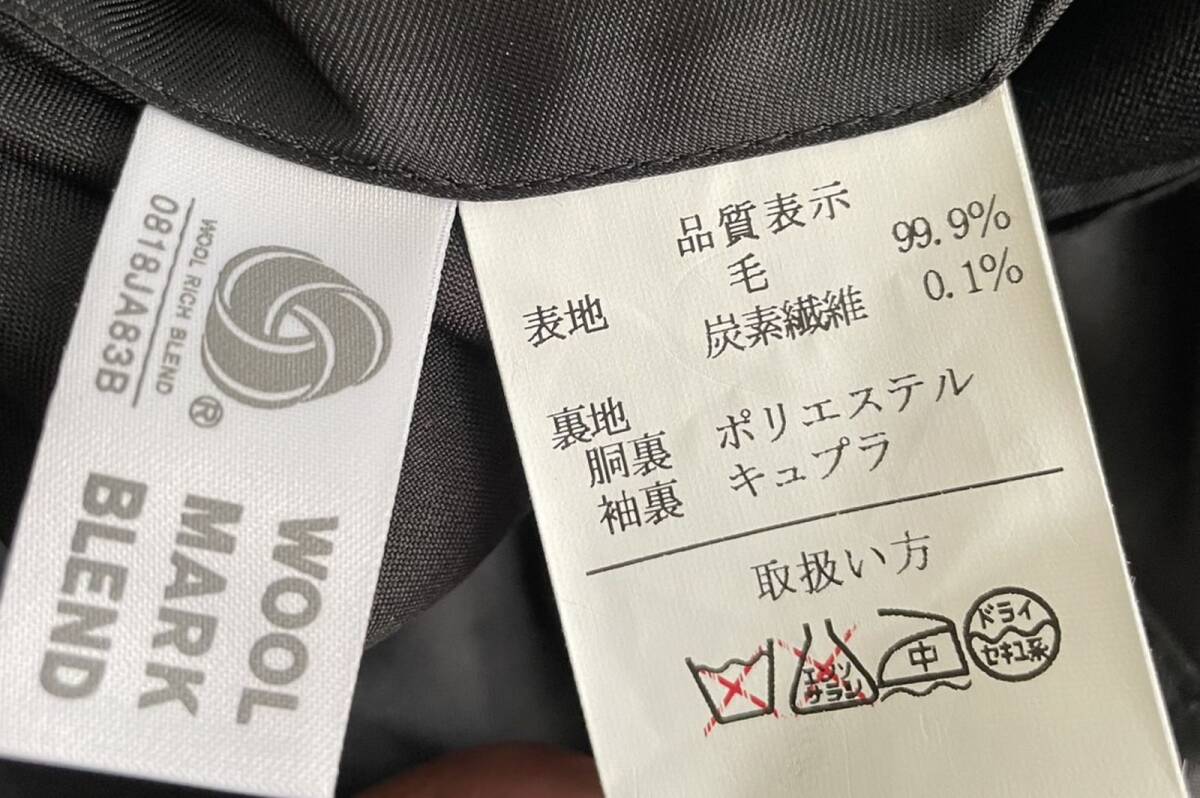 WOOL RICH BLEND
0818JA83B
®
WOOL
MARK
BLEND
品質表示
表地 毛 99.9%
炭素繊維 0.1%
裏地
胴裏 ポリエステル
袖裏 キュプラ
取扱い方
エンソ
サラシ
中
ドライ
セキユ系